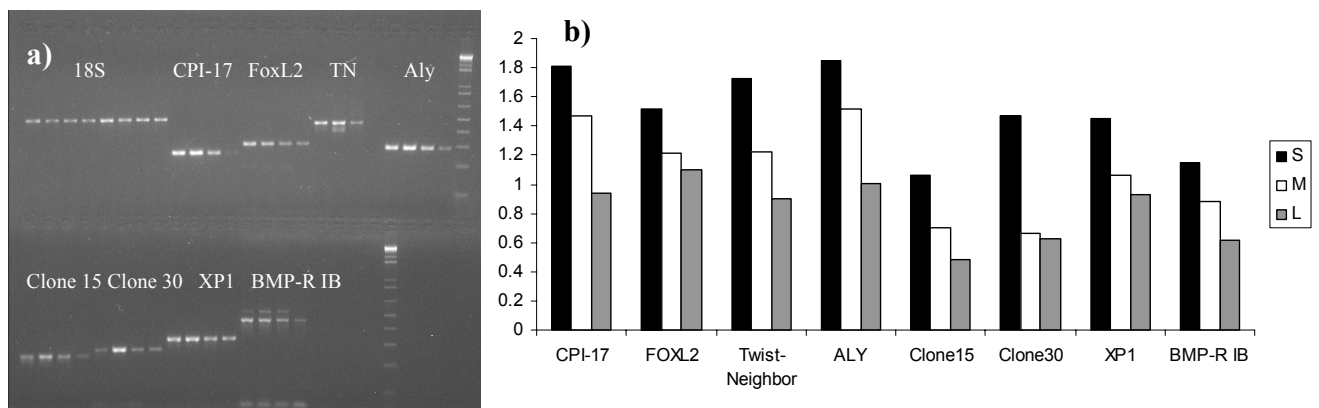 a)
18S CPI-17 FoxL2 TN Aly
Clone 15 Clone 30 XP1 BMP-R IB
b)
2
1.8
1.6
1.4
1.2
1
0.8
0.6
0.4
0.2
0
CPI-17 FOXL2 Twist- ALY Clone15 Clone30 XP1 BMP-R IB
Neighbor
S
M
L